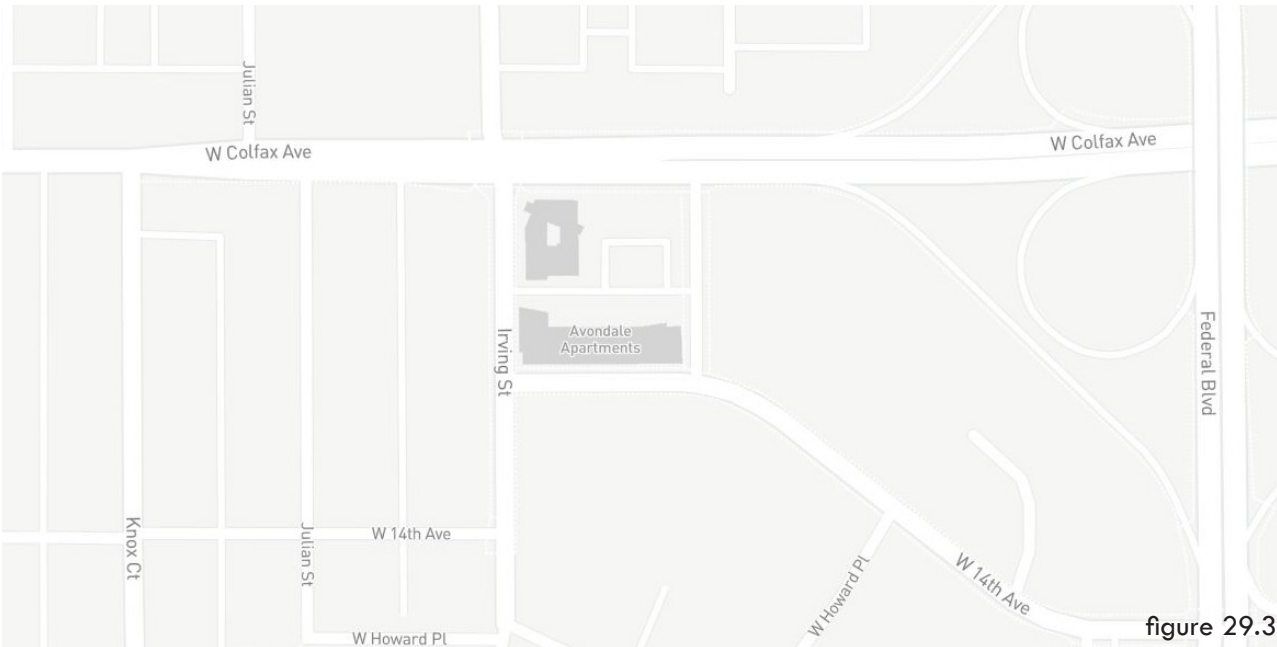 Julian St
W Colfax Ave
W Colfax Ave
Avondale
Apartments
Irving St
Federal Blvd
Knox Ct
Julian St
W 14th Ave
W Howard Pl
W 14th Ave
W Howard Pl
figure 29.3